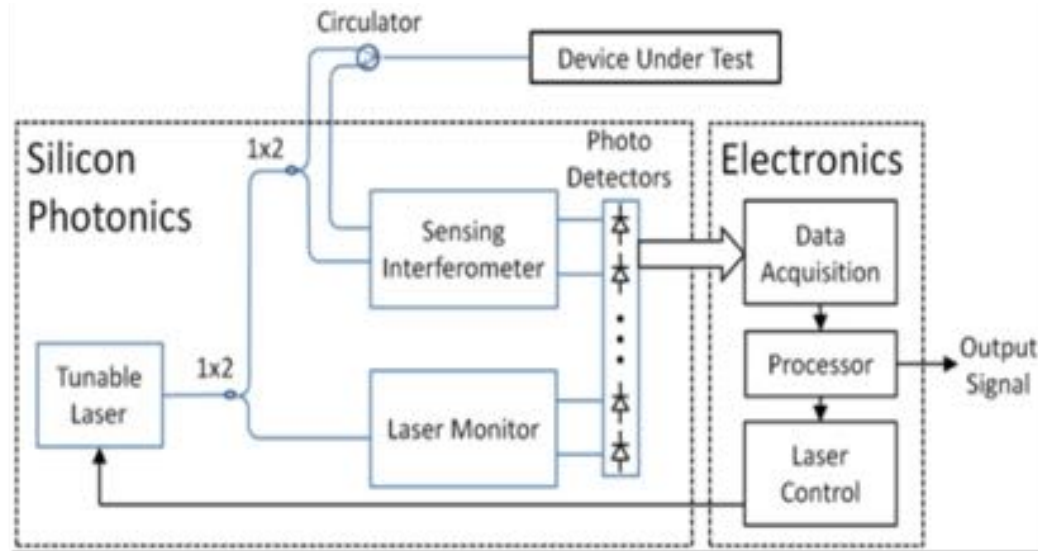 Circulator
Device Under Test
Silicon
Photonics
1x2
Photo
Detectors
Electronics
Sensing
Interferometer
Data
Acquisition
Tunable
Laser
1x2
Laser Monitor
Processor
Output
Signal
Laser
Control